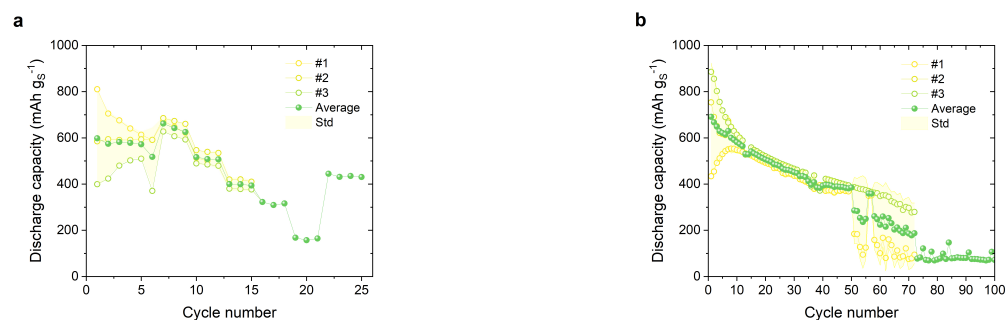 a
1000
800
600
400
200
0
0 5 10 15 20 25
Discharge capacity (mAh gS-1)
Cycle number
#1
#2
#3
Average
Std
b
1000
800
600
400
200
0
0 10 20 30 40 50 60 70 80 90 100
Discharge capacity (mAh gS-1)
Cycle number
#1
#2
#3
Average
Std